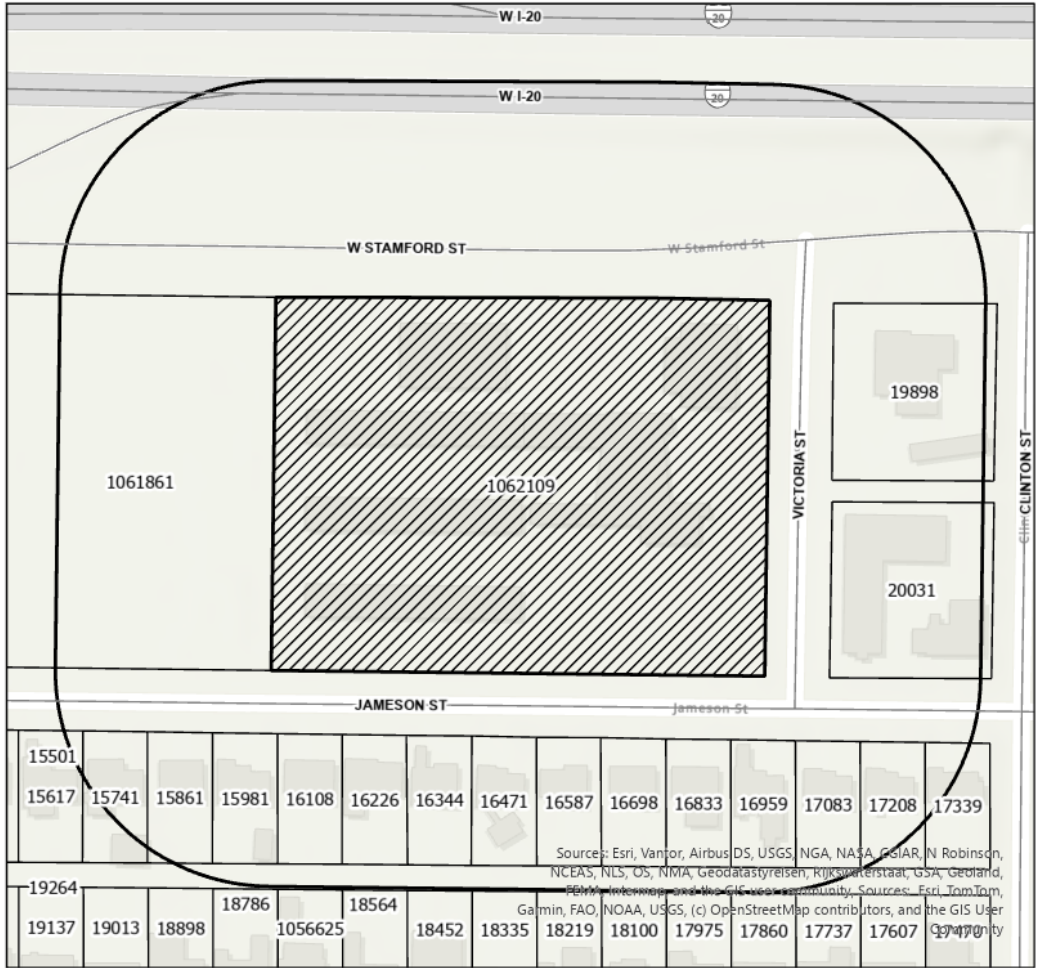 W I-20
20
W I-20
20
W STAMFORD ST
W Stamford St
19898
1061861
1062109
VICTORIA ST
CLINTON ST
20031
JAMESON ST
Jameson St
15501
15617 15741 15861 15981 16108 16226 16344 16471 16587 16698 16833 16959 17083 17208 17339
Sources: Esri, Vantor, Airbus DS, USGS, NGA, NASA, CGIAR, N Robinson,
NCEAS, NLS, OS, NMA, Geodatastyrelsen, Rijkswaterstaat, GSA, Geoland,
FEMA, Intermap, and the GIS user community, Sources: Esri, TomTom,
Garmin, FAO, NOAA, USGS, (c) OpenStreetMap contributors, and the GIS User
Community
19264
18786 18564
19137 19013 18898 1056625 18452 18335 18219 18100 17975 17860 17737 17607